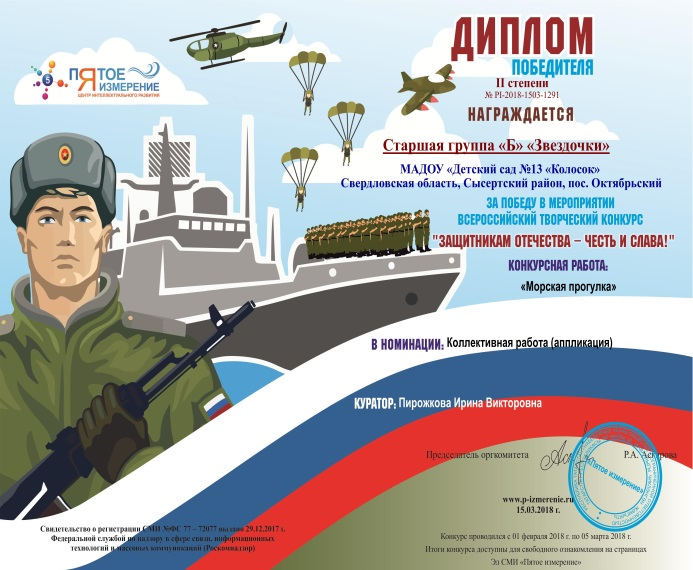 5
ПЯТОЕ
ИЗМЕРЕНИЕ
ЦЕНТР ИНТЕЛЛЕКТУАЛЬНОГО РАЗВИТИЯ
ДИПЛОМ
ПОБЕДИТЕЛЯ
II степени
№ PI-2018-1503-1291
НАГРАЖДАЕТСЯ
Старшая группа «Б» «Звездочки»
МАДОУ «Детский сад №13 «Колосок»
Свердловская область, Сысертский район, пос. Октябрьский
ЗА ПОБЕДУ В МЕРОПРИЯТИИ
ВСЕРОССИЙСКИЙ ТВОРЧЕСКИЙ КОНКУРС
"ЗАЩИТНИКАМ ОТЕЧЕСТВА – ЧЕСТЬ И СЛАВА!"
КОНКУРСНАЯ РАБОТА:
«Морская прогулка»
В НОМИНАЦИИ: Коллективная работа (аппликация)
КУРАТОР: Пирожкова Ирина Викторовна
Председатель оргкомитета Р.А. Аскярова
«Пятое измерение»
www.p-izmerenie.ru
15.03.2018 г.
Свидетельство о регистрации СМИ №ФС 77 – 72077 выдано 29.12.2017 г.
Федеральной службой по надзору в сфере связи, информационных
технологий и массовых коммуникаций (Роскомнадзор)
Конкурс проводился с 01 февраля 2018 г. по 05 марта 2018 г.
Итоги конкурса доступны для свободного ознакомления на страницах
Эл СМИ «Пятое измерение»